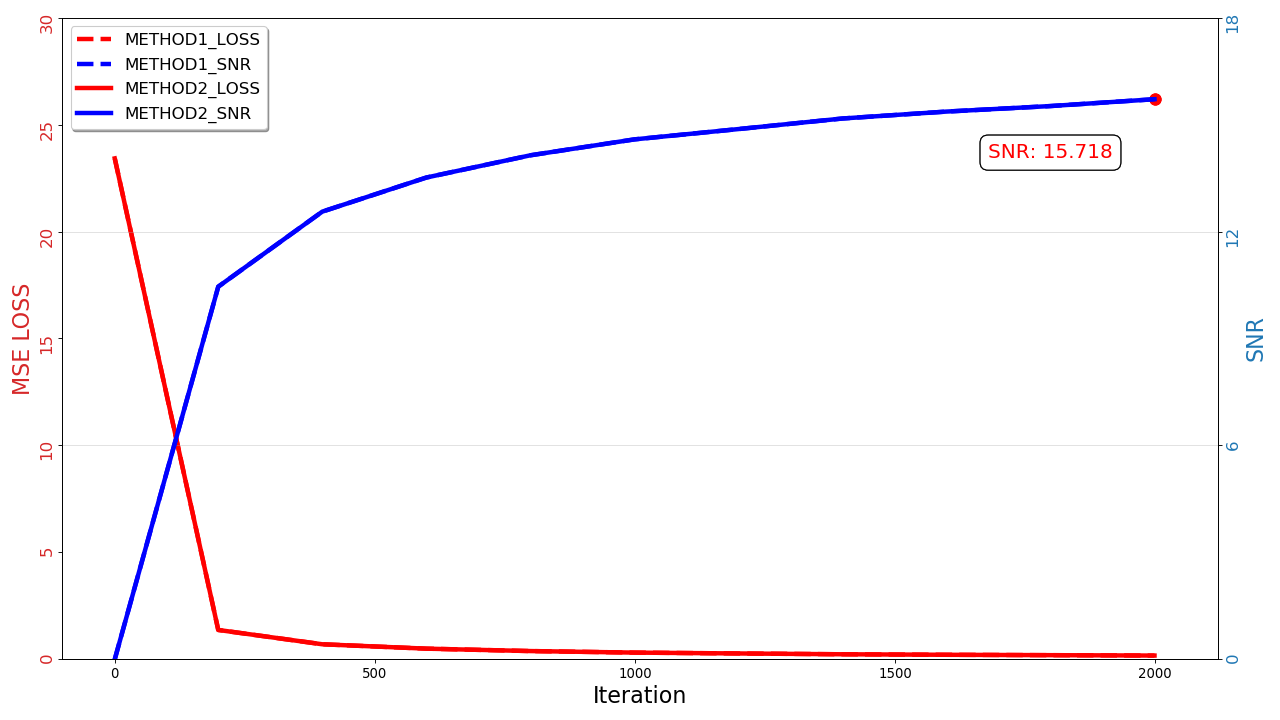 METHOD1_LOSS
METHOD1_SNR
METHOD2_LOSS
METHOD2_SNR
SNR: 15.718
MSE LOSS
30
25
20
15
10
5
0
SNR
18
12
6
0
0 500 1000 1500 2000
Iteration